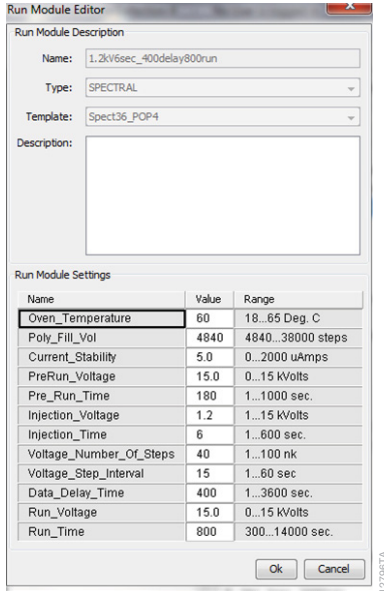 Run Module Editor
Run Module Description
Name: 1.2kV6sec_400delay800run
Type: SPECTRAL
Template: Spect36_POP4
Description:
Run Module Settings
Name Value Range
Oven_Temperature 60 18...65 Deg. C
Poly_Fill_Vol 4840 4840...38000 steps
Current_Stability 5.0 0...2000 uAmps
PreRun_Voltage 15.0 0...15 kVolts
Pre_Run_Time 180 1...1000 sec.
Injection_Voltage 1.2 1...15 kVolts
Injection_Time 6 1...600 sec.
Voltage_Number_Of_Steps 40 1...100 nk
Voltage_Step_Interval 15 1...60 sec
Data_Delay_Time 400 1...3600 sec.
Run_Voltage 15.0 0...15 kVolts
Run_Time 800 300...14000 sec.
Ok Cancel